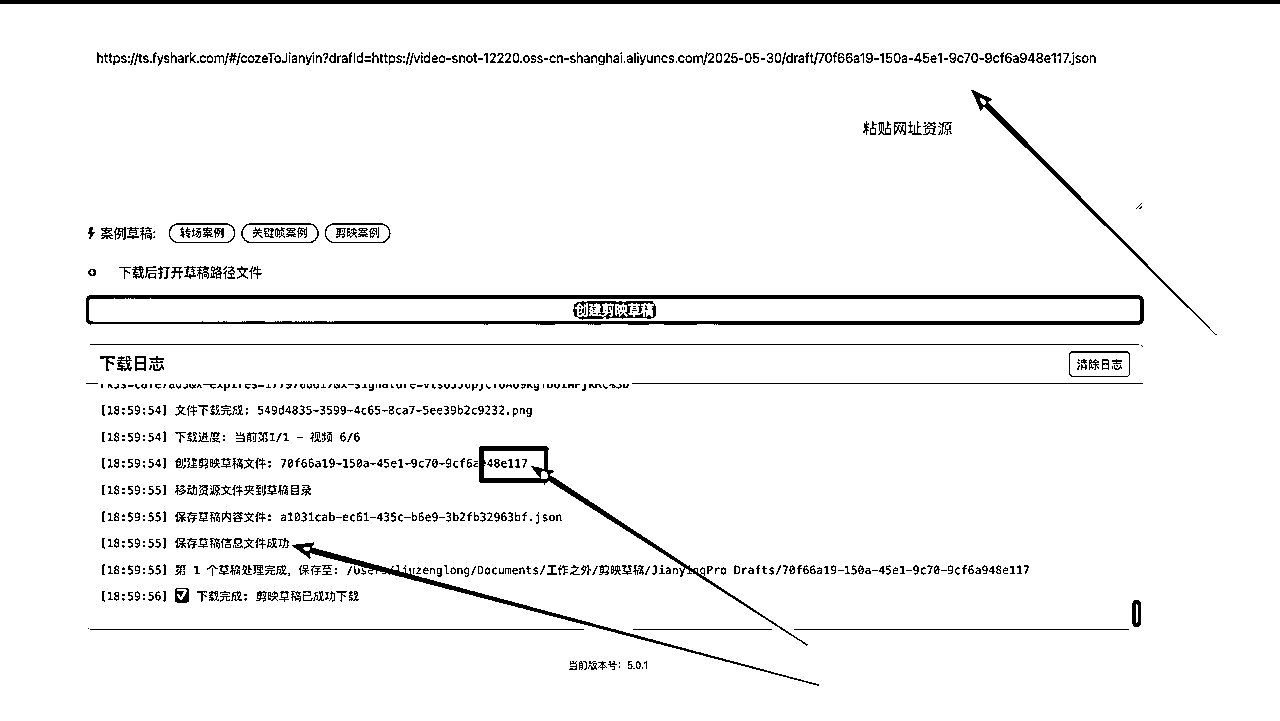 https://ts.fyshark.com/#/cozeToJianyin?drafId=https://video-snot-12220.oss-cn-shanghai.aliyuncs.com/2025-05-30/draft/70f66a19-150a-45e1-9c70-9cf6a948e117.json
粘贴网址资源
案例草稿: 转场案例 关键帧案例 剪映案例
下载后打开草稿路径文件
创建剪映草稿
下载日志 清除日志
[18:59:54] 文件下载完成: 549d4835-3599-4c65-8ca7-5ee39b2c9232.png
[18:59:54] 下载进度: 当前第1/1 - 视频 6/6
[18:59:54] 创建剪映草稿文件: 70f66a19-150a-45e1-9c70-9cf6a948e117
[18:59:55] 移动资源文件夹到草稿目录
[18:59:55] 保存草稿内容文件: a1031cab-ec61-435c-b6e9-3b2fb32963bf.json
[18:59:55] 保存草稿信息文件成功
[18:59:55] 第 1 个草稿处理完成, 保存至: /Users/liuzenglong/Documents/工作之外/剪映草稿/JianyingPro Drafts/70f66a19-150a-45e1-9c70-9cf6a948e117
[18:59:56] ✅ 下载完成: 剪映草稿已成功下载
当前版本号: 5.0.1